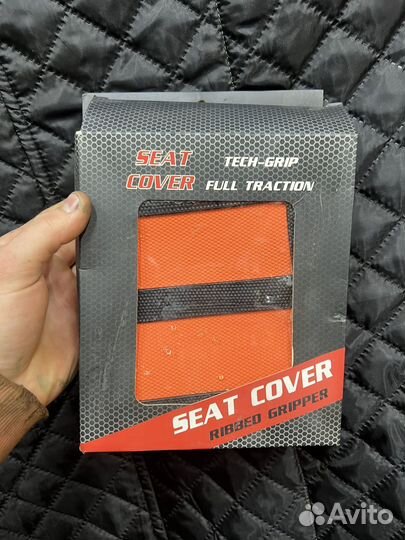 SEAT
COVER
TECH-GRIP
FULL TRACTION
SEAT COVER
RIBBED GRIPPER
Avito